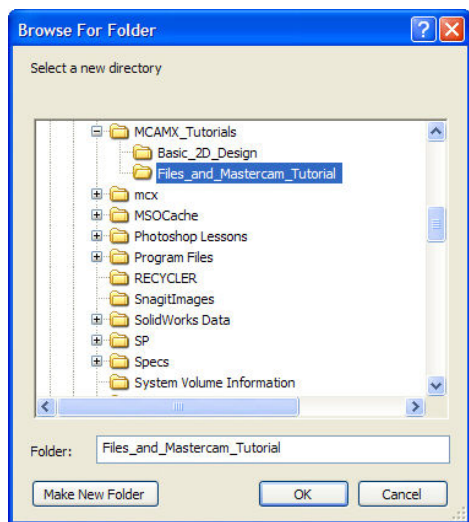 Browse For Folder
Select a new directory
MCAMX_Tutorials
Basic_2D_Design
Files_and_Mastercam_Tutorial
mcx
MSOCache
Photoshop Lessons
Program Files
RECYCLER
SnagitImages
SolidWorks Data
SP
Specs
System Volume Information
Folder: Files_and_Mastercam_Tutorial
Make New Folder OK Cancel